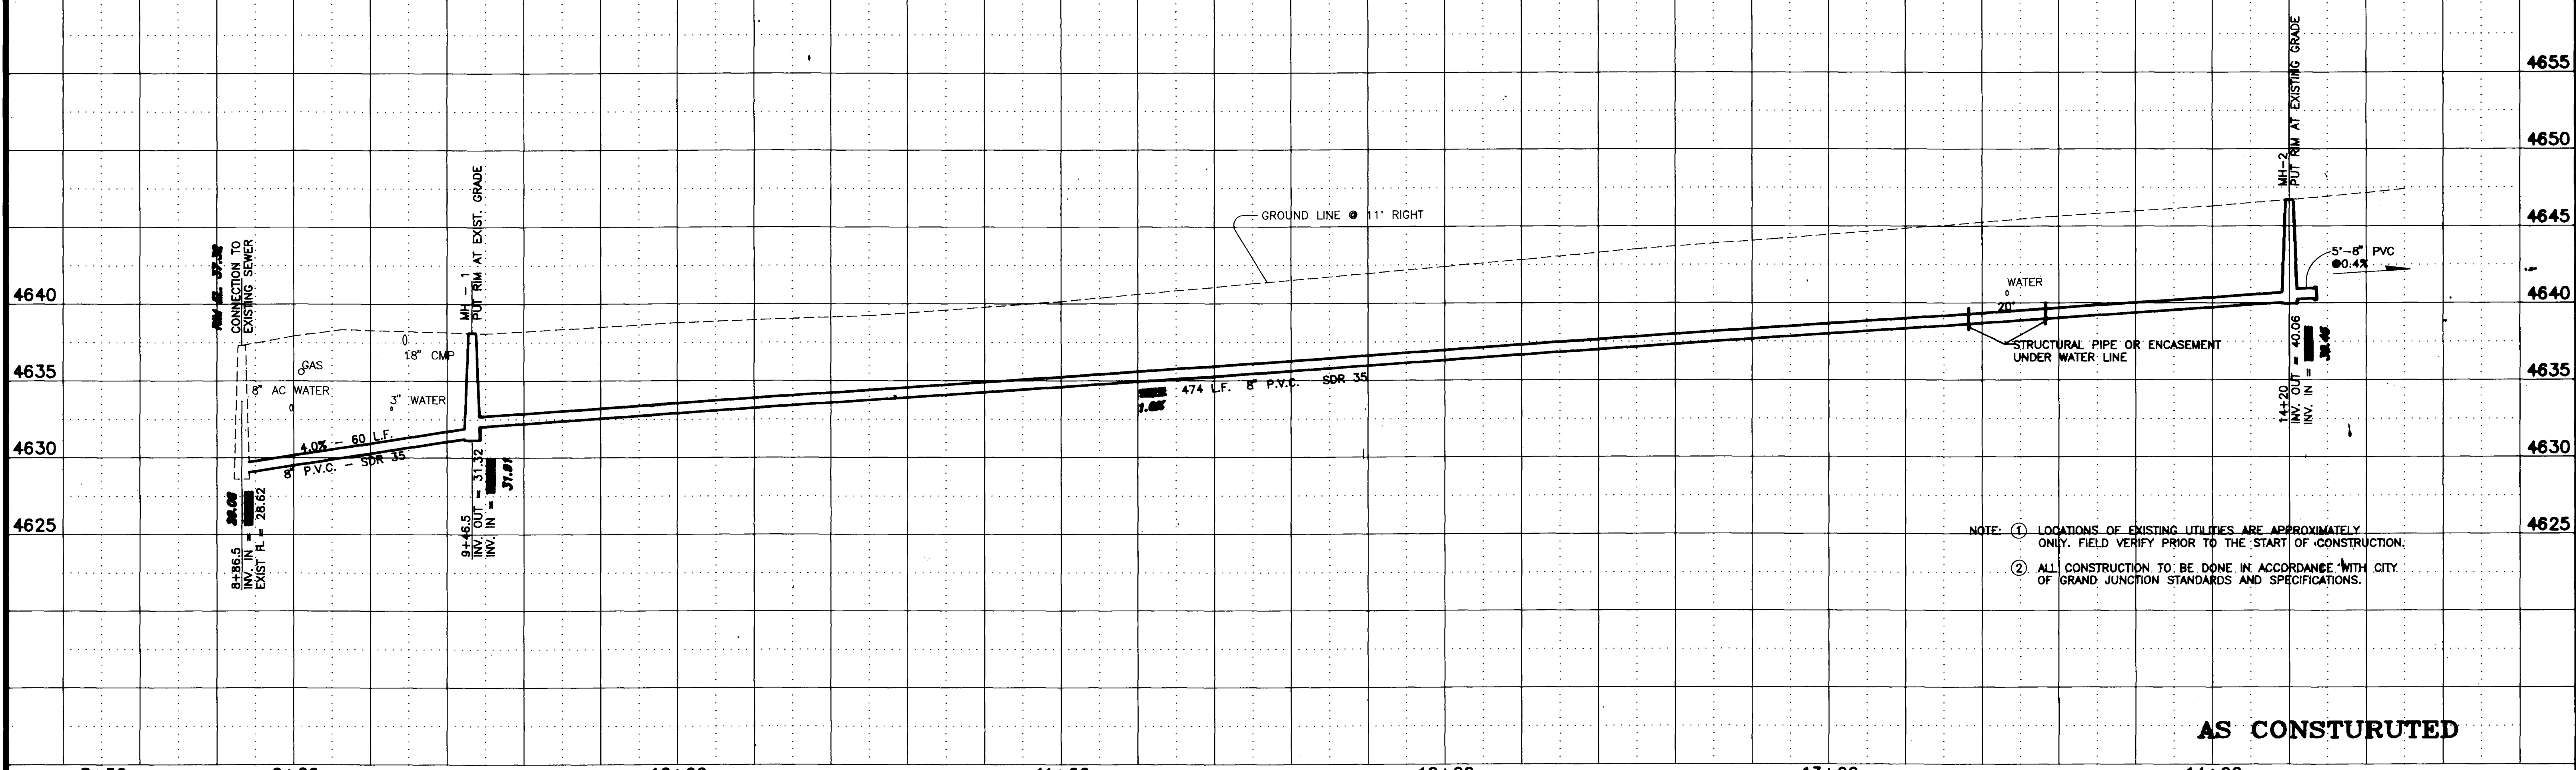 4655
4650
4645
4640
4635
4630
4625
4640
4635
4630
4625
CONNECTION TO
EXISTING SEWER
MH - 1
PUT RIM AT EXIST. GRADE
MH-2
PUT RIM AT EXISTING GRADE
GROUND LINE @ 11' RIGHT
5'-8" PVC
@0.4%
WATER
20'
STRUCTURAL PIPE OR ENCASEMENT
UNDER WATER LINE
GAS
18" CMP
8" AC WATER
3" WATER
4.0% - 60 L.F.
8" P.V.C. - SDR 35
474 L.F. 8" P.V.C. SDR 35
8+86.5
INV. IN =
EXIST FL = 28.62
9+46.5
INV. OUT = 31.32
INV. IN =
31.81
14+20
INV. OUT = 40.06
INV. IN =
NOTE: ① LOCATIONS OF EXISTING UTILITIES ARE APPROXIMATELY
ONLY. FIELD VERIFY PRIOR TO THE START OF CONSTRUCTION.
② ALL CONSTRUCTION TO BE DONE IN ACCORDANCE WITH CITY
OF GRAND JUNCTION STANDARDS AND SPECIFICATIONS.
AS CONSTURUTED